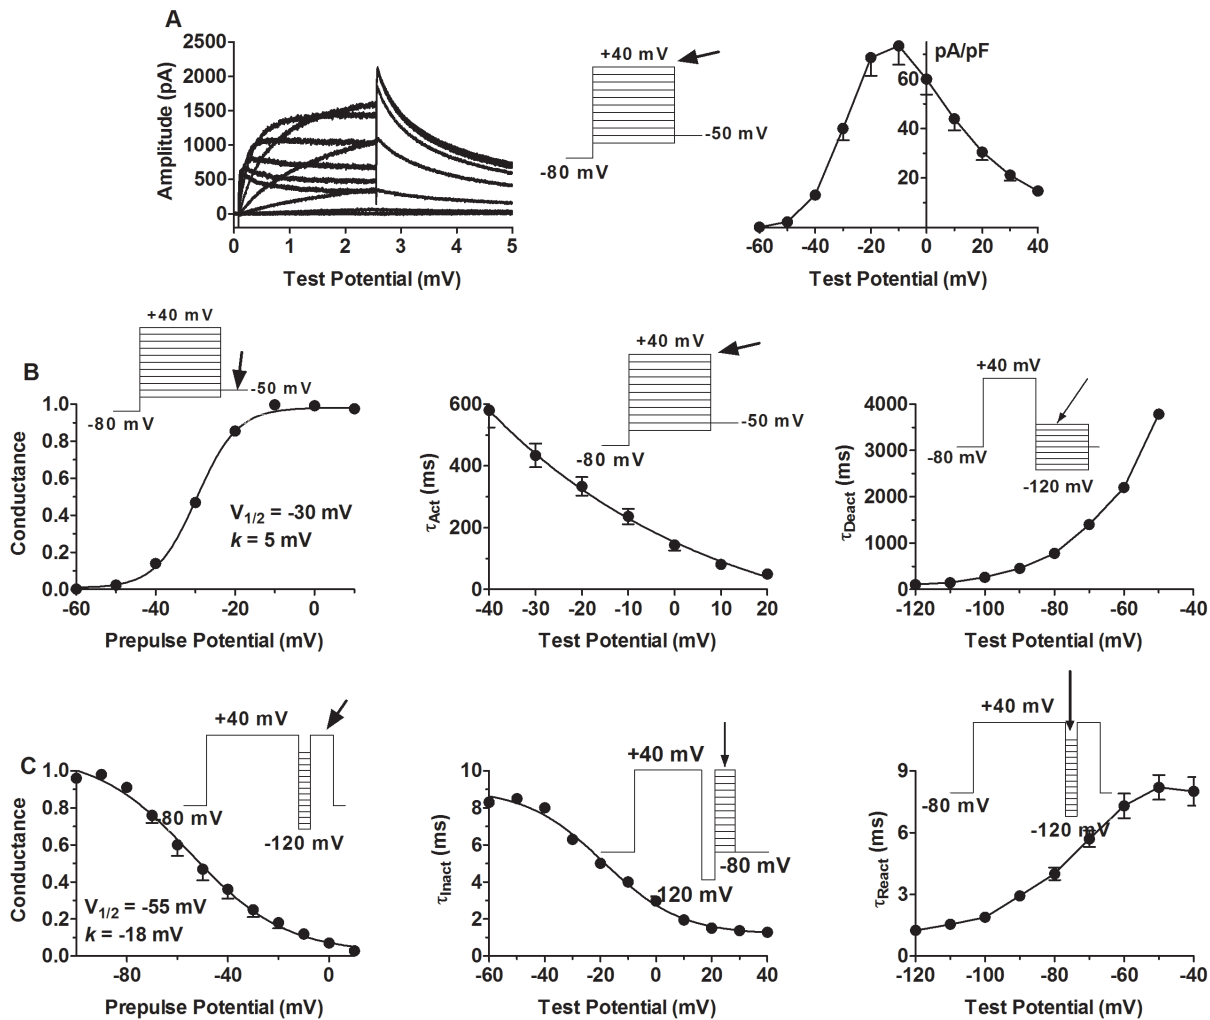 A
2500
2000
1500
1000
500
0
Amplitude (pA)
0 1 2 3 4 5
Test Potential (mV)
+40 mV
-50 mV
-80 mV
pA/pF
60
40
20
-60 -40 -20 0 20 40
Test Potential (mV)
B
+40 mV
-50 mV
-80 mV
1.0
0.8
0.6
0.4
0.2
0.0
Conductance
V1/2 = -30 mV
k = 5 mV
-60 -40 -20 0
Prepulse Potential (mV)
+40 mV
-50 mV
-80 mV
600
400
200
0
τAct (ms)
-40 -30 -20 -10 0 10 20
Test Potential (mV)
+40 mV
-80 mV
-120 mV
4000
3000
2000
1000
0
τDeact (ms)
-120 -100 -80 -60 -40
Test Potential (mV)
C
+40 mV
-80 mV
-120 mV
1.0
0.8
0.6
0.4
0.2
0.0
Conductance
V1/2 = -55 mV
k = -18 mV
-80 -40 0
Prepulse Potential (mV)
+40 mV
-80 mV
-120 mV
10
8
6
4
2
0
τInact (ms)
-60 -40 -20 0 20 40
Test Potential (mV)
+40 mV
-80 mV
-120 mV
9
6
3
0
τReact (ms)
-120 -100 -80 -60 -40
Test Potential (mV)